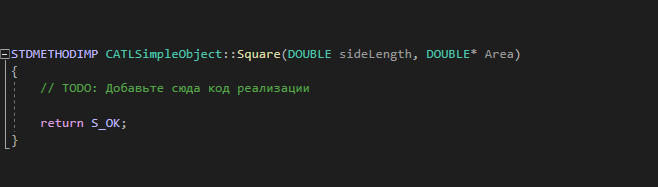 STDMETHODIMP CATLSimpleObject::Square(DOUBLE sideLength, DOUBLE* Area)
{
// TODO: Добавьте сюда код реализации
return S_OK;
}